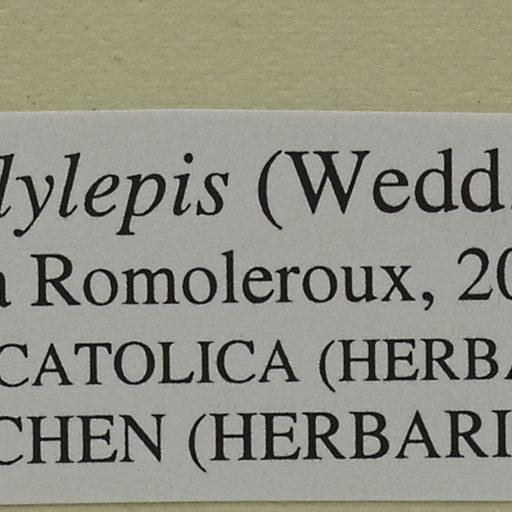 lylepis (Wedd.
a Romoleroux, 20
CATOLICA (HERBA
CHEN (HERBARI